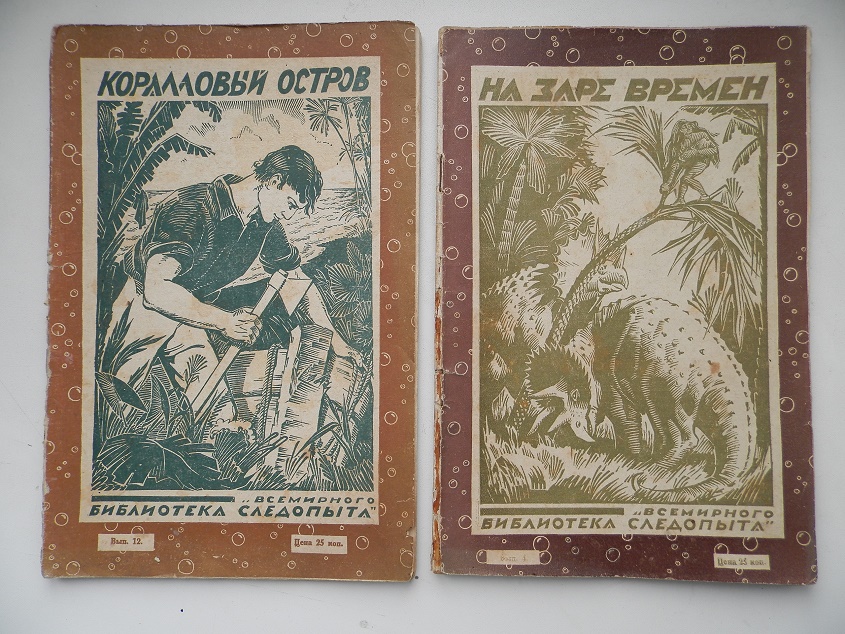 КОРАЛЛОВЫЙ ОСТРОВ
„ВСЕМИРНОГО
БИБЛИОТЕКА СЛЕДОПЫТА"
Вып. 12.
Цена 25 коп.
НА ЗАРЕ ВРЕМЕН
„ВСЕМИРНОГО
БИБЛИОТЕКА СЛЕДОПЫТА"
Цена 25 коп.